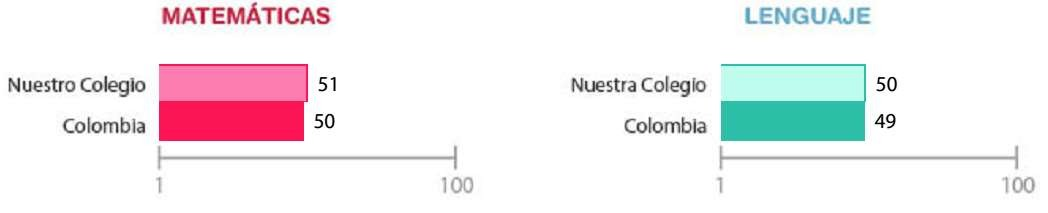 MATEMÁTICAS
Nuestro Colegio 51
Colombia 50
1 100
LENGUAJE
Nuestra Colegio 50
Colombia 49
1 100